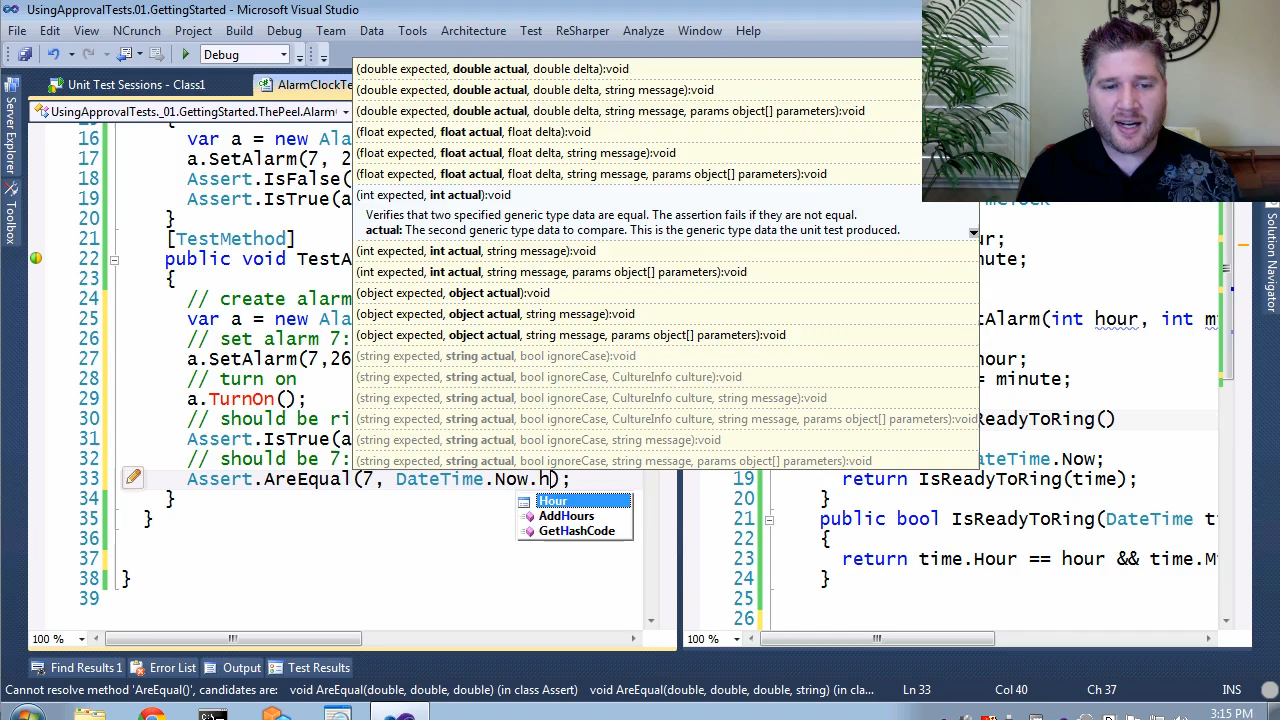 UsingApprovalTests.01.GettingStarted - Microsoft Visual Studio
File Edit View NCrunch Project Build Debug Team Data Tools Architecture Test ReSharper Analyze Window Help
Debug
Unit Test Sessions - Class1
AlarmClockTe
UsingApprovalTests._01.GettingStarted.ThePeel.Alarm
Server Explorer
Toolbox
Solution Navigator
(double expected, double actual, double delta):void
(double expected, double actual, double delta, string message):void
(double expected, double actual, double delta, string message, params object[] parameters):void
(float expected, float actual, float delta):void
(float expected, float actual, float delta, string message):void
(float expected, float actual, float delta, string message, params object[] parameters):void
(int expected, int actual):void
Verifies that two specified generic type data are equal. The assertion fails if they are not equal.
actual: The second generic type data to compare. This is the generic type data the unit test produced.
(int expected, int actual, string message):void
(int expected, int actual, string message, params object[] parameters):void
(object expected, object actual):void
(object expected, object actual, string message):void
(object expected, object actual, string message, params object[] parameters):void
(string expected, string actual, bool ignoreCase):void
(string expected, string actual, bool ignoreCase, CultureInfo culture):void
(string expected, string actual, bool ignoreCase, CultureInfo culture, string message):void
(string expected, string actual, bool ignoreCase, CultureInfo culture, string message, params object[] parameters):void
(string expected, string actual, bool ignoreCase, string message):void
(string expected, string actual, bool ignoreCase, string message, params object[] parameters):void
16 var a = new Ala
17 a.SetAlarm(7, 2
18 Assert.IsFalse(
19 Assert.IsTrue(a
20 }
21 [TestMethod]
22 public void TestA
23 {
24 // create alarm
25 var a = new Ala
26 // set alarm 7:
27 a.SetAlarm(7,26
28 // turn on
29 a.TurnOn();
30 // should be ri
31 Assert.IsTrue(a
32 // should be 7:
33 Assert.AreEqual(7, DateTime.Now.h);
34 }
35 }
36
37
38 }
39
Hour
AddHours
GetHashCode
ur;
nute;
tAlarm(int hour, int m
hour;
= minute;
ReadyToRing()
ateTime.Now;
19 return IsReadyToRing(time);
20 }
21 public bool IsReadyToRing(DateTime t
22 {
23 return time.Hour == hour && time.M
24 }
25
26
100 %
100 %
Find Results 1 Error List Output Test Results
Cannot resolve method 'AreEqual()', candidates are: void AreEqual(double, double, double) (in class Assert) void AreEqual(double, double, double, string) (in cla...
Ln 33 Col 40 Ch 37 INS
3:15 PM